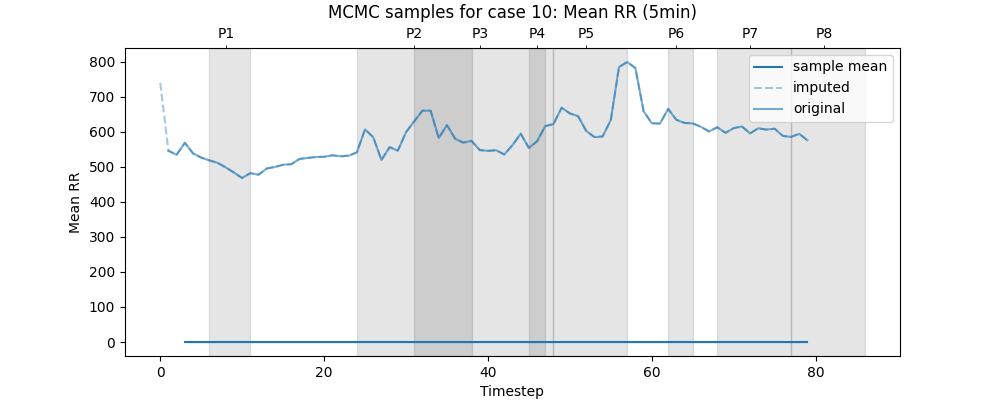 MCMC samples for case 10: Mean RR (5min)
P1 P2 P3 P4 P5 P6 P7 P8
800
700
600
500
400
300
200
100
0
Mean RR
sample mean
imputed
original
0 20 40 60 80
Timestep